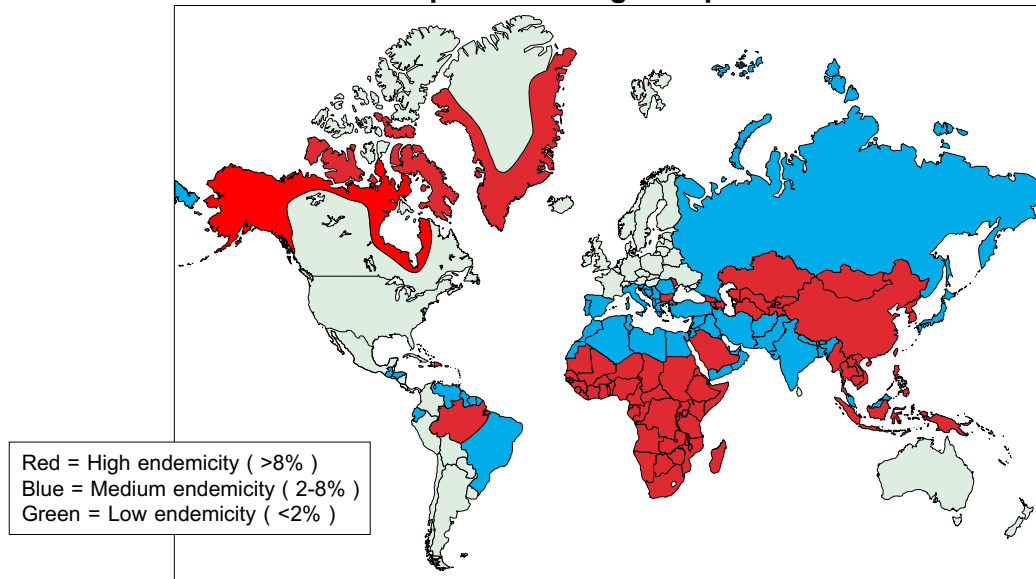 Red = High endemicity ( >8% )
Blue = Medium endemicity ( 2-8% )
Green = Low endemicity ( <2% )